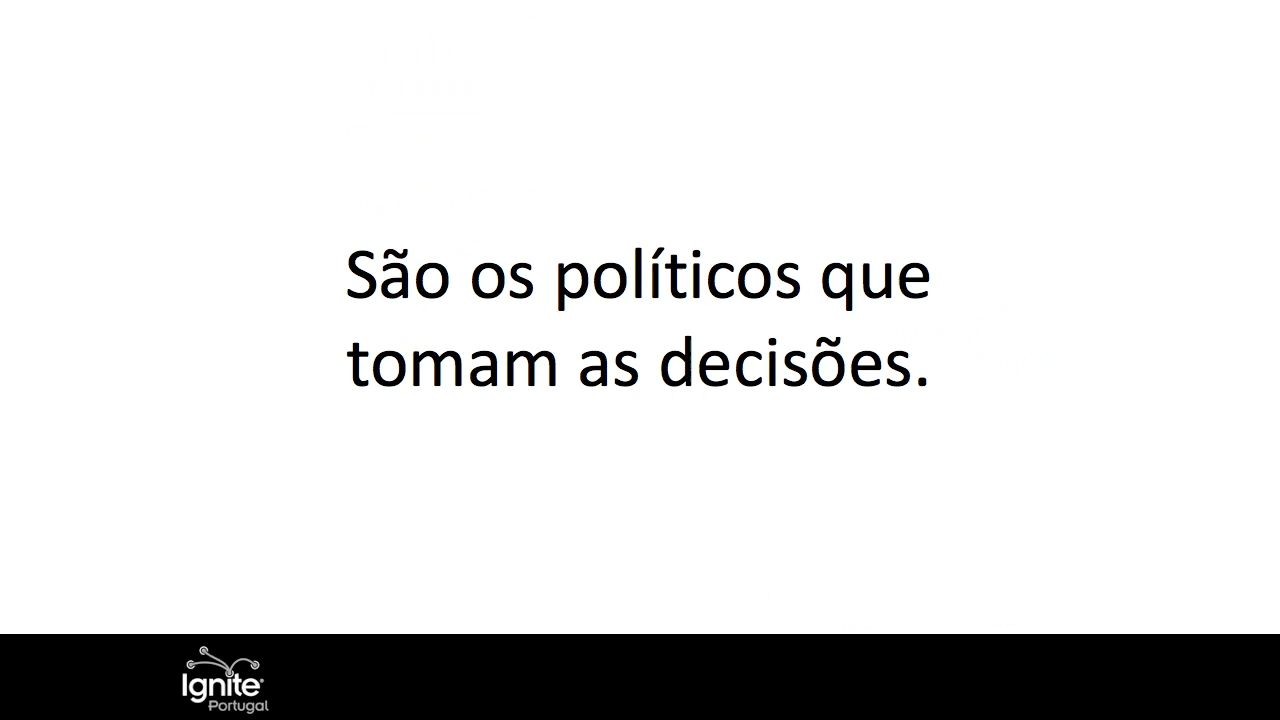 São os políticos que
tomam as decisões.
Ignite
Portugal